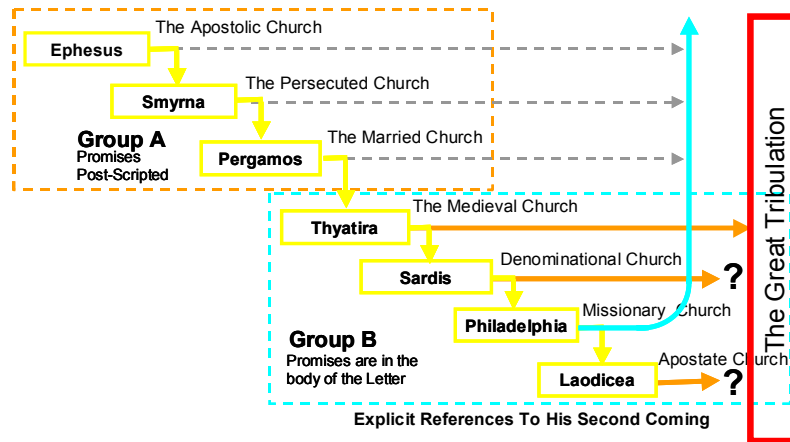 The Apostolic Church
Ephesus
The Persecuted Church
Smyrna
Group A
Promises
Post-Scripted
The Married Church
Pergamos
The Medieval Church
Thyatira
Denominational Church
Sardis
?
Missionary Church
Philadelphia
Group B
Promises are in the
body of the Letter
Apostate Church
Laodicea
?
Explicit References To His Second Coming
The Great Tribulation